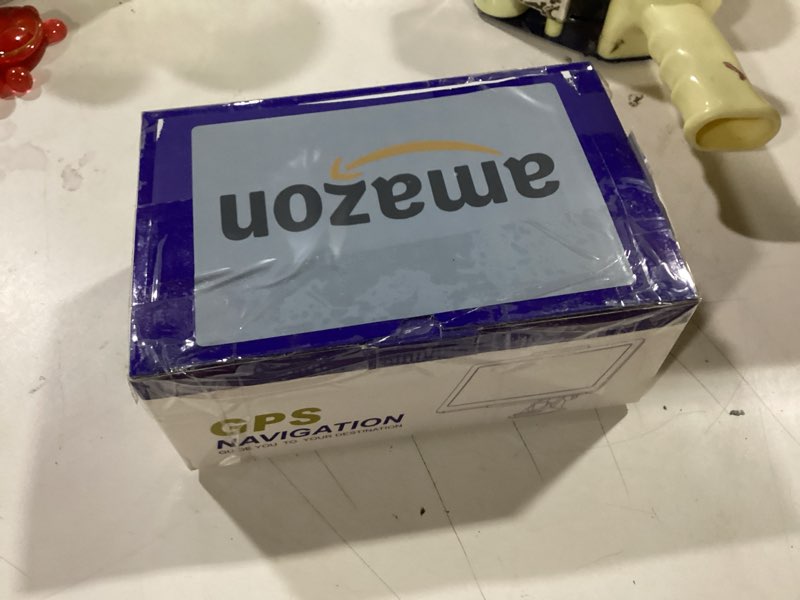 amazon
GPS
NAVIGATION
GUIDE YOU TO YOUR DESTINATION